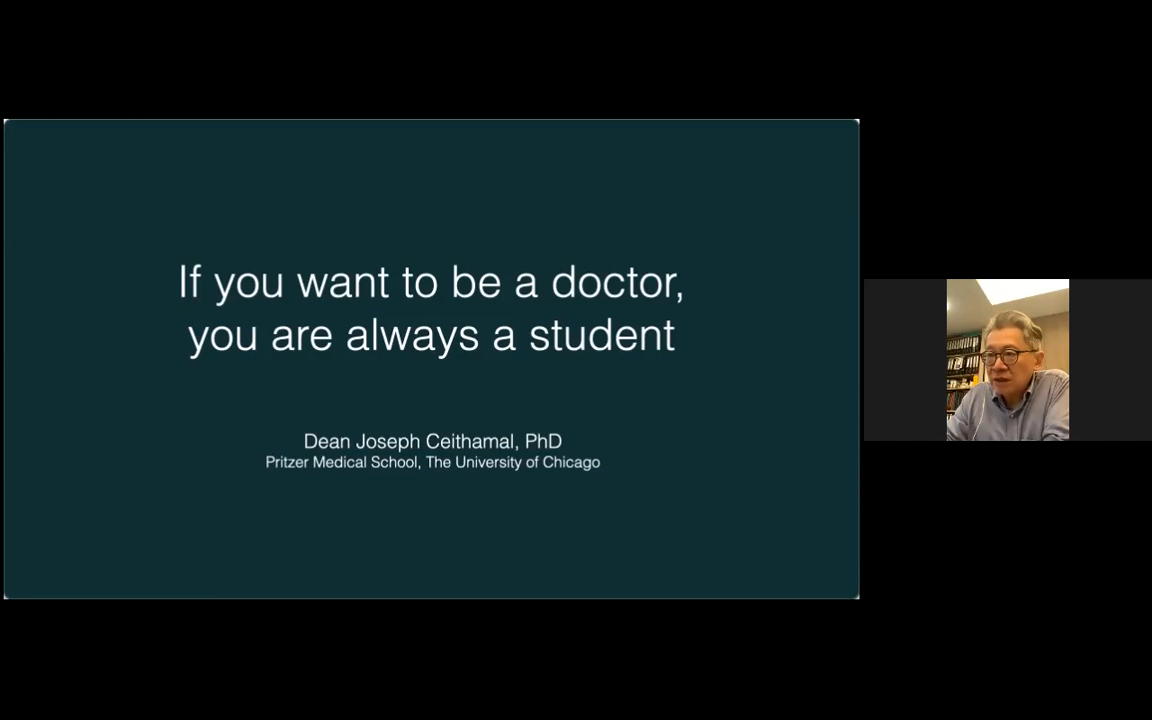 If you want to be a doctor,
you are always a student
Dean Joseph Ceithamal, PhD
Pritzer Medical School, The University of Chicago